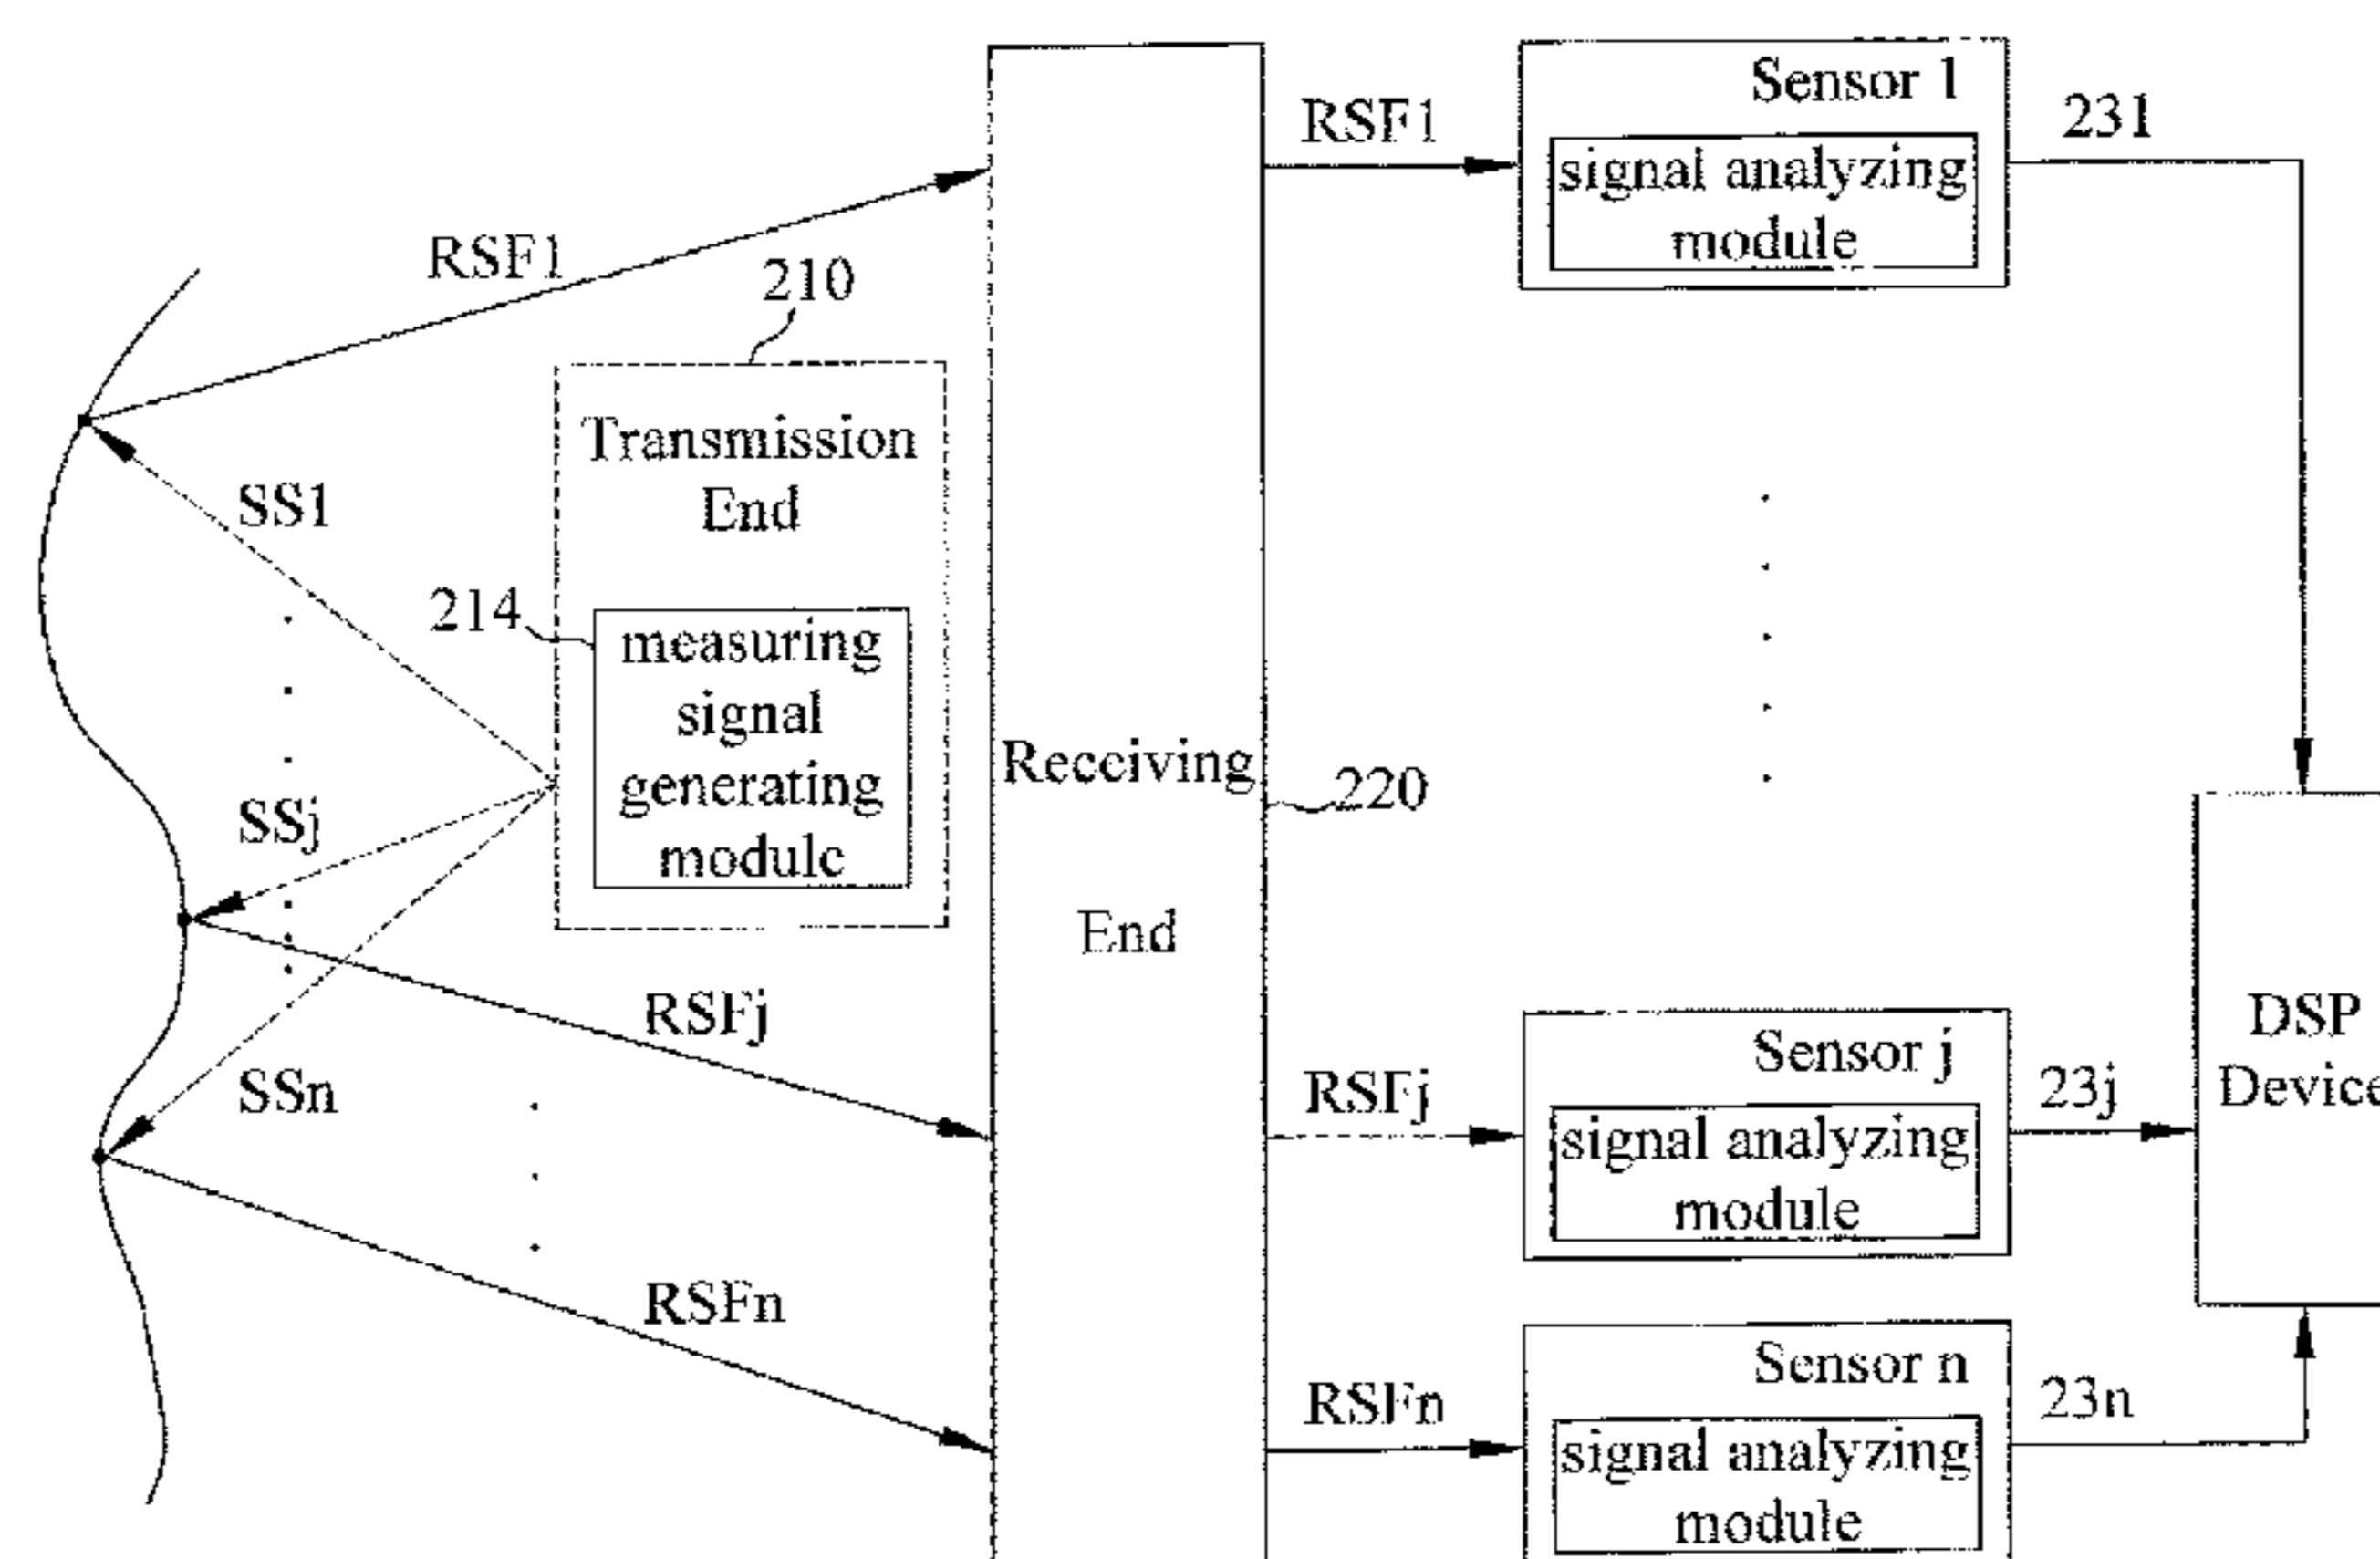 Sensor 1
RSF1
231
signal analyzing
module
RSF1
210
Transmission
End
SS1
214
measuring
signal
generating
module
Receiving
End
220
SSj
RSFj
SSn
RSFn
RSFj
Sensor j
signal analyzing
module
23j
DSP
Device
RSFn
Sensor n
signal analyzing
module
23n